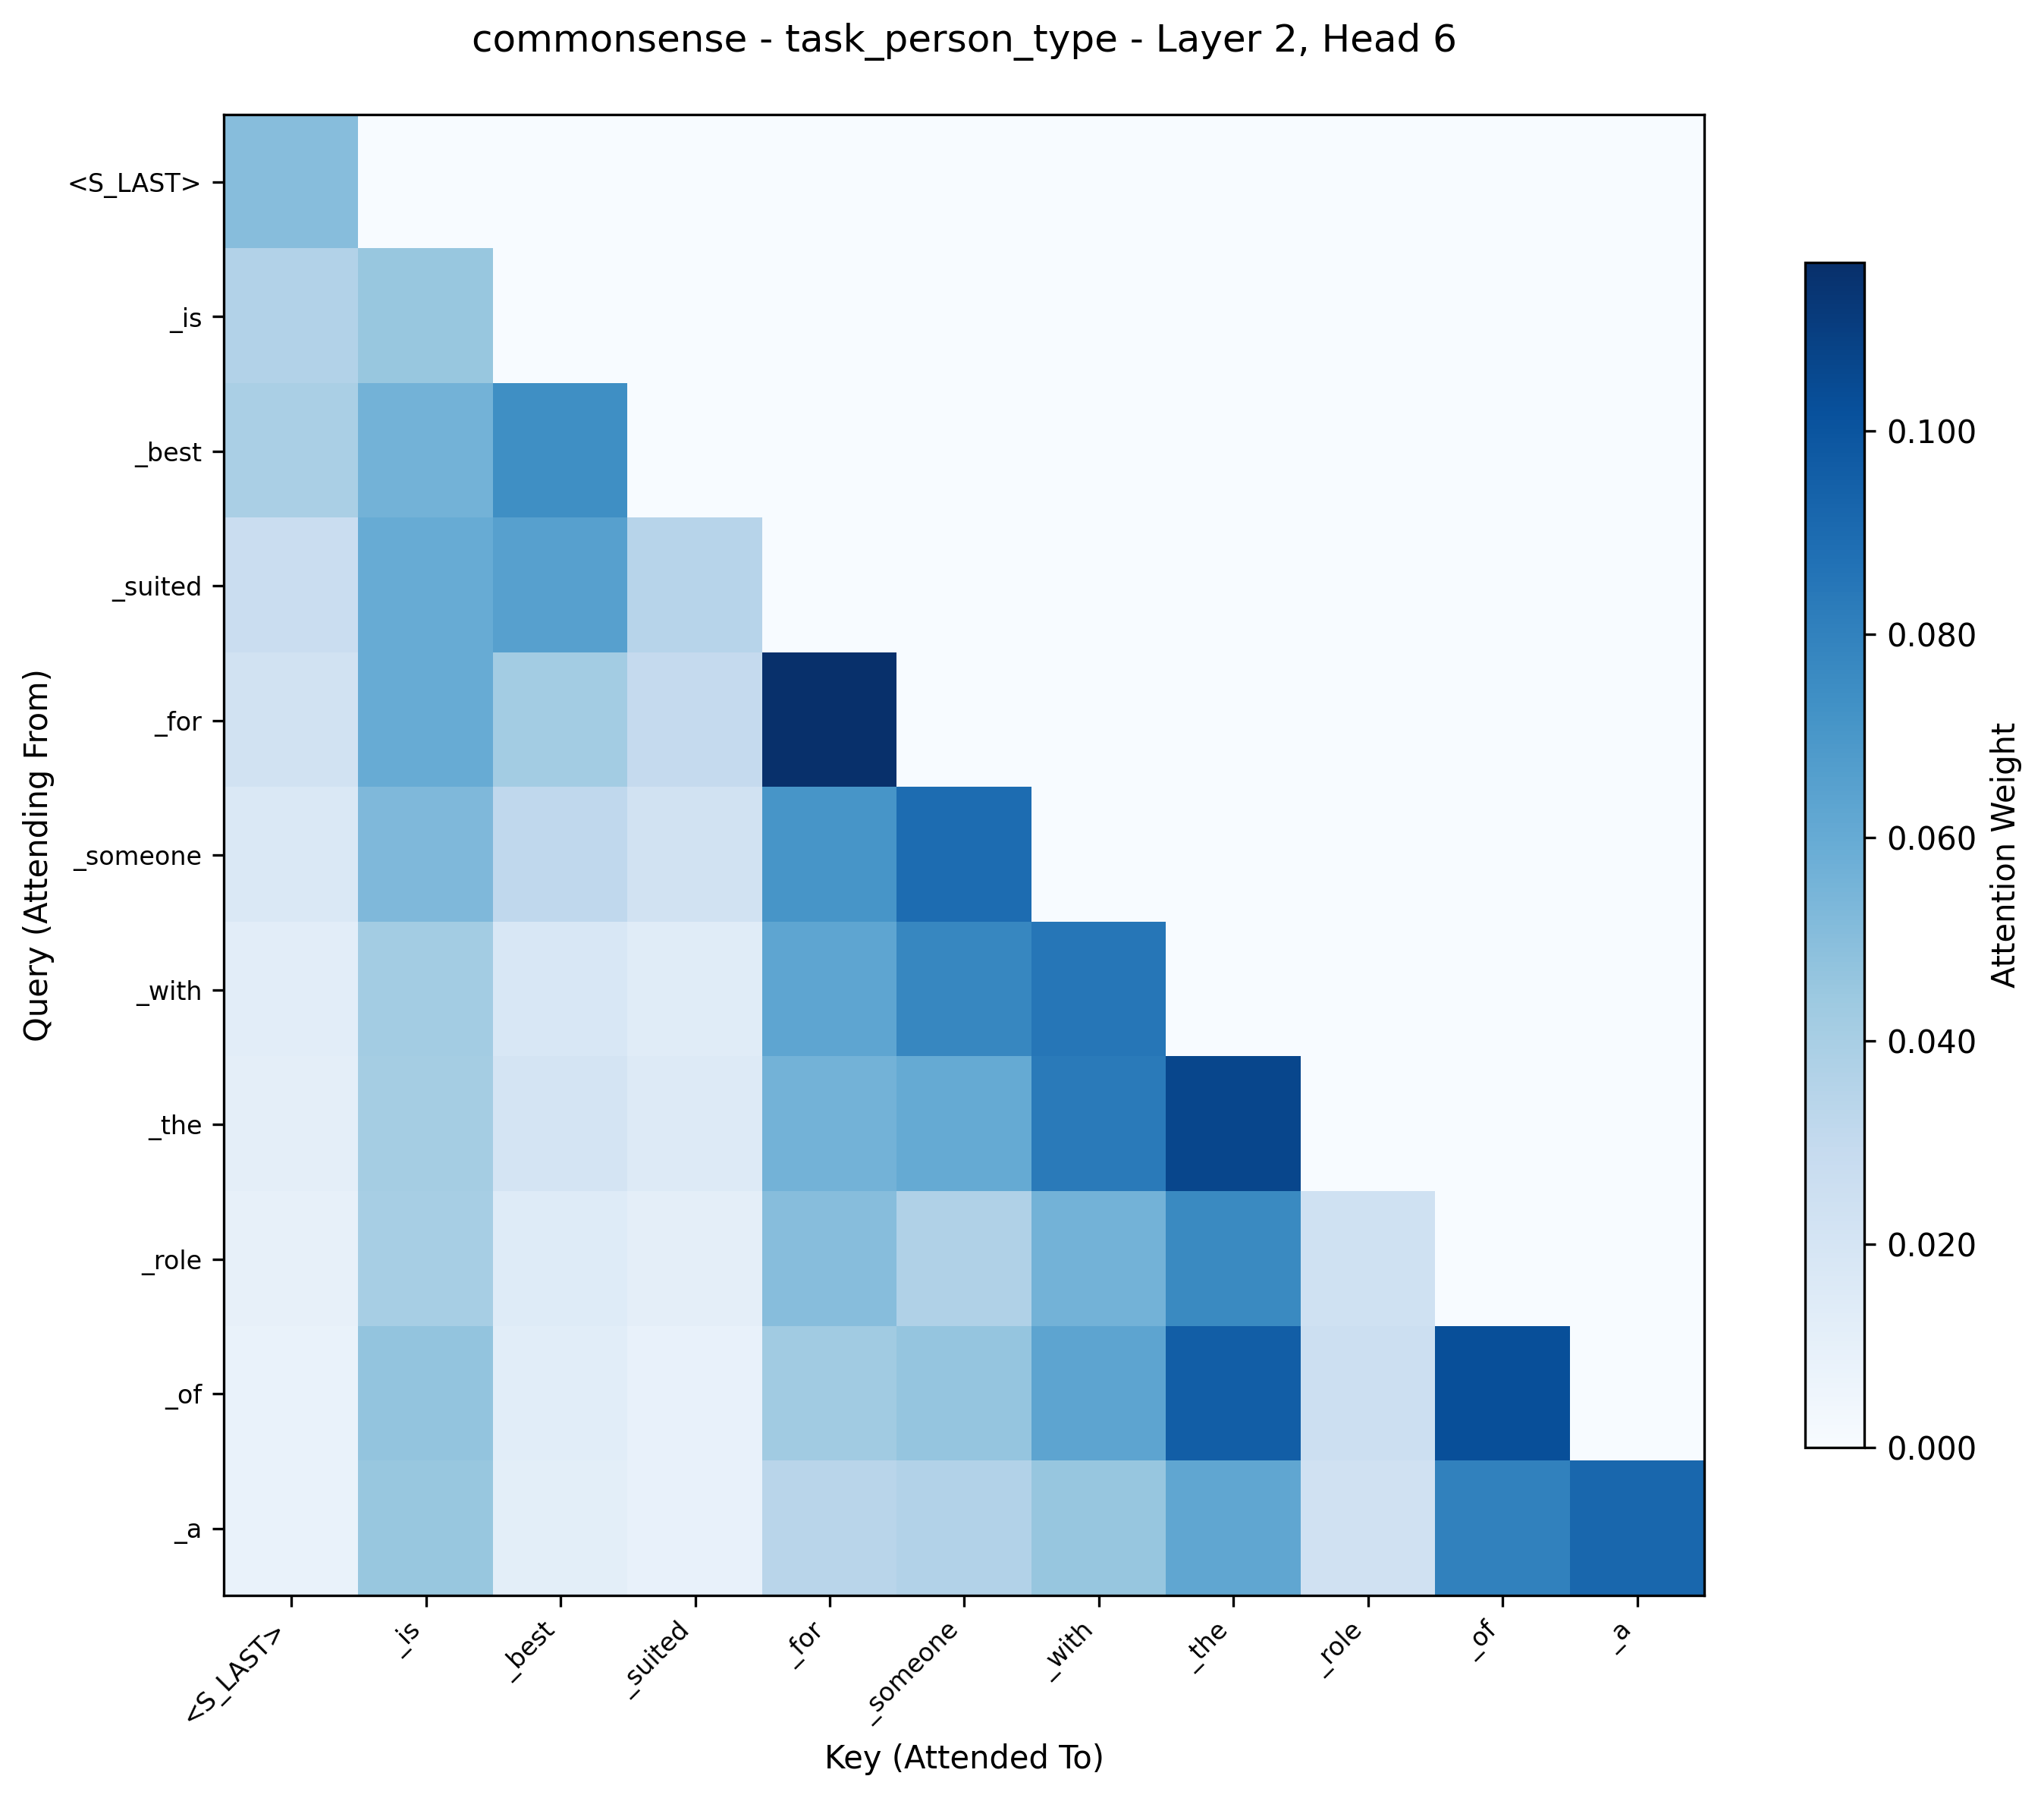 commonsense - task_person_type - Layer 2, Head 6
Query (Attending From)
<S_LAST>
_is
_best
_suited
_for
_someone
_with
_the
_role
_of
_a
<S_LAST>
_is
_best
_suited
_for
_someone
_with
_the
_role
_of
_a
Key (Attended To)
0.100
0.080
0.060
0.040
0.020
0.000
Attention Weight